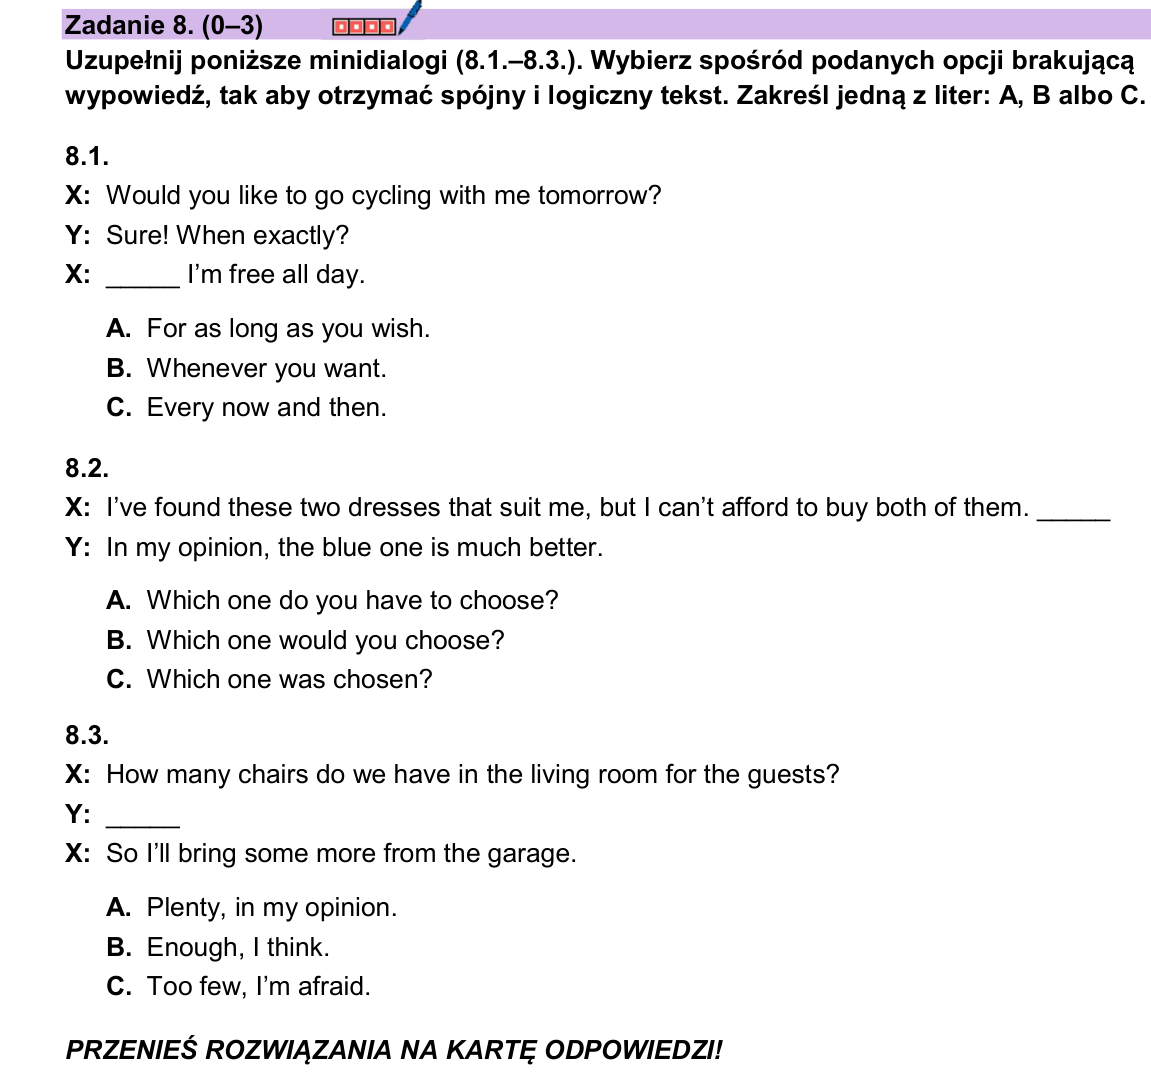 Zadanie 8. (0–3)
Uzupełnij poniższe minidialogi (8.1.–8.3.). Wybierz spośród podanych opcji brakującą
wypowiedź, tak aby otrzymać spójny i logiczny tekst. Zakreśl jedną z liter: A, B albo C.
8.1.
X: Would you like to go cycling with me tomorrow?
Y: Sure! When exactly?
X: _____ I’m free all day.
A. For as long as you wish.
B. Whenever you want.
C. Every now and then.
8.2.
X: I’ve found these two dresses that suit me, but I can’t afford to buy both of them. _____
Y: In my opinion, the blue one is much better.
A. Which one do you have to choose?
B. Which one would you choose?
C. Which one was chosen?
8.3.
X: How many chairs do we have in the living room for the guests?
Y: _____
X: So I’ll bring some more from the garage.
A. Plenty, in my opinion.
B. Enough, I think.
C. Too few, I’m afraid.
PRZENIEŚ ROZWIĄZANIA NA KARTĘ ODPOWIEDZI!